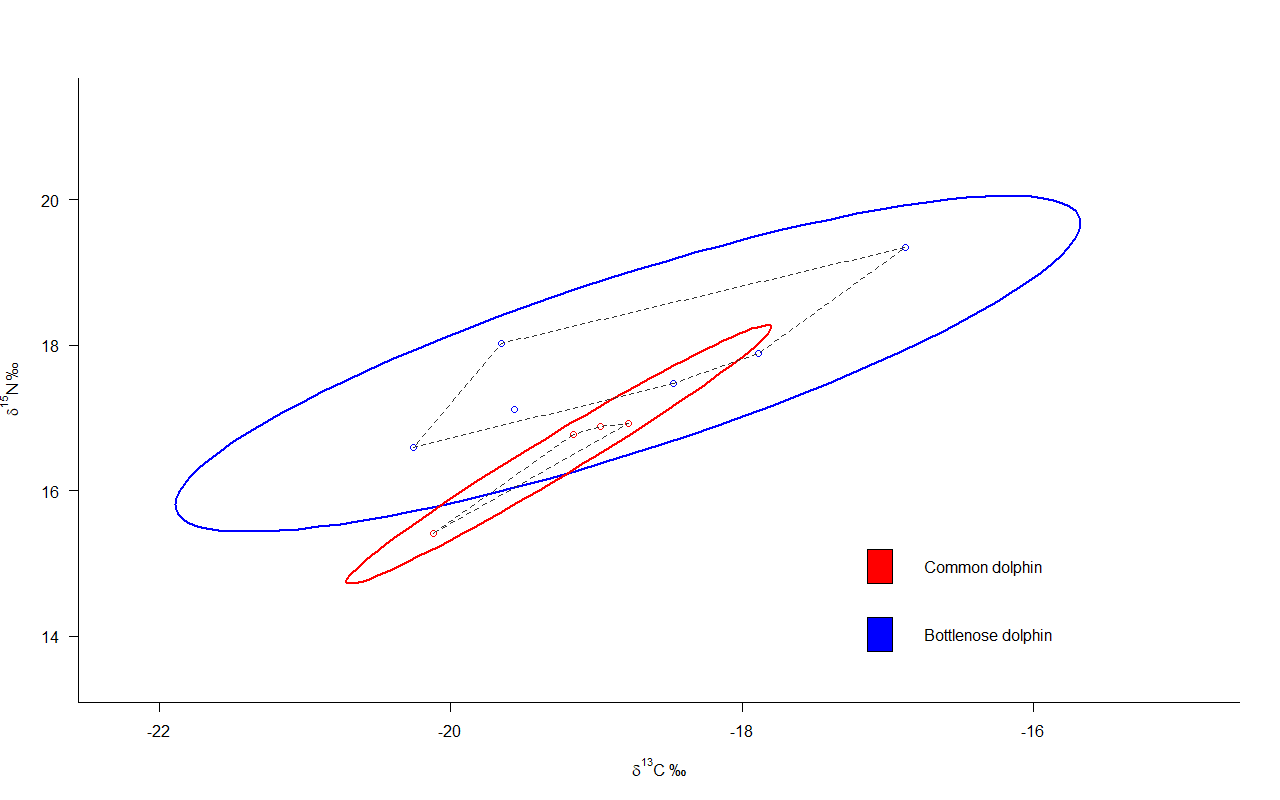 20
18
16
14
δ15N ‰
-22
-20
-18
-16
δ13C ‰
Common dolphin
Bottlenose dolphin